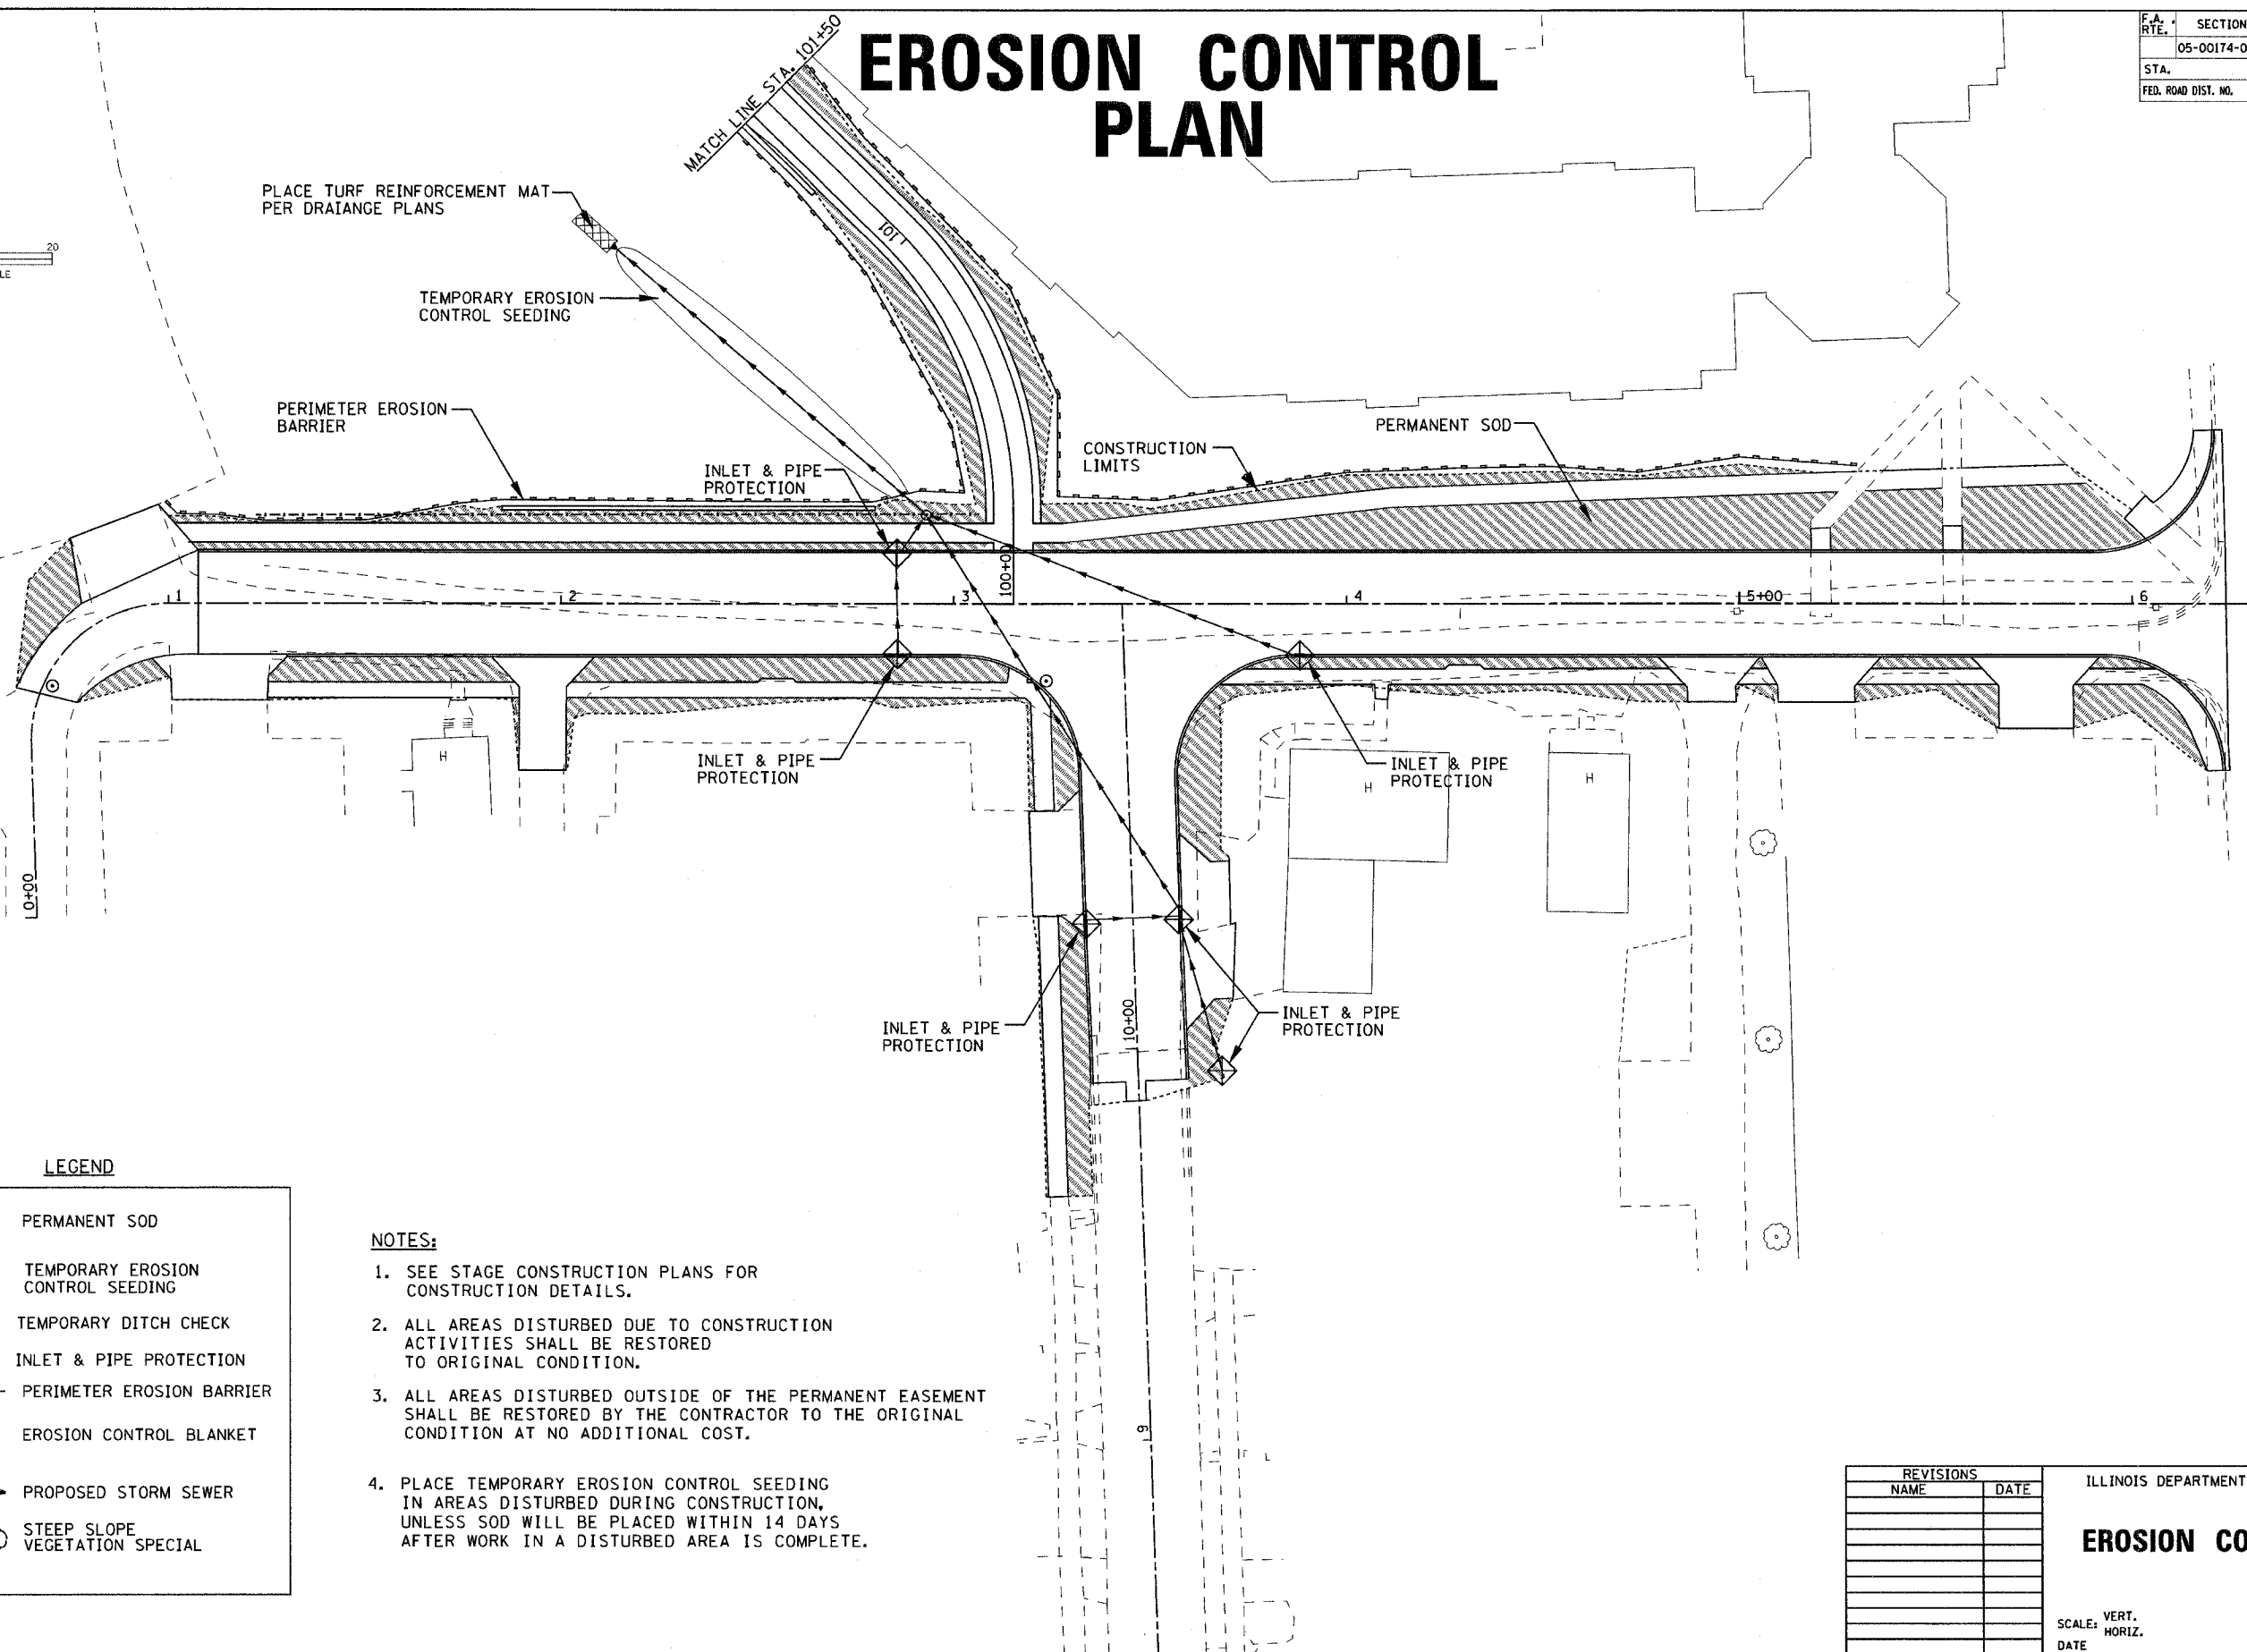 EROSION CONTROL
PLAN
F.A.
RTE.
SECTION
05-00174-0
STA.
FED. ROAD DIST. NO.
MATCH LINE STA. 101+50
PLACE TURF REINFORCEMENT MAT
PER DRAIANGE PLANS
20
LE
101
TEMPORARY EROSION
CONTROL SEEDING
PERIMETER EROSION
BARRIER
PERMANENT SOD
CONSTRUCTION
LIMITS
INLET & PIPE
PROTECTION
100+00
1
2
3
4
5+00
6
INLET & PIPE
PROTECTION
INLET & PIPE
PROTECTION
H
H
H
0+00
10+00
INLET & PIPE
PROTECTION
INLET & PIPE
PROTECTION
9
LEGEND
PERMANENT SOD
TEMPORARY EROSION
CONTROL SEEDING
TEMPORARY DITCH CHECK
INLET & PIPE PROTECTION
PERIMETER EROSION BARRIER
EROSION CONTROL BLANKET
PROPOSED STORM SEWER
STEEP SLOPE
VEGETATION SPECIAL
NOTES:
1. SEE STAGE CONSTRUCTION PLANS FOR
CONSTRUCTION DETAILS.
2. ALL AREAS DISTURBED DUE TO CONSTRUCTION
ACTIVITIES SHALL BE RESTORED
TO ORIGINAL CONDITION.
3. ALL AREAS DISTURBED OUTSIDE OF THE PERMANENT EASEMENT
SHALL BE RESTORED BY THE CONTRACTOR TO THE ORIGINAL
CONDITION AT NO ADDITIONAL COST.
4. PLACE TEMPORARY EROSION CONTROL SEEDING
IN AREAS DISTURBED DURING CONSTRUCTION,
UNLESS SOD WILL BE PLACED WITHIN 14 DAYS
AFTER WORK IN A DISTURBED AREA IS COMPLETE.
REVISIONS
NAME DATE
ILLINOIS DEPARTMENT
EROSION CO
SCALE: VERT.
HORIZ.
DATE